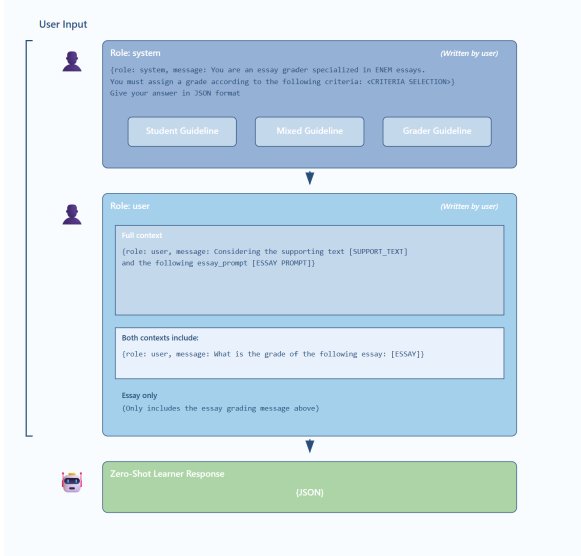 User Input
Role: system
(Written by user)
{role: system, message: You are an essay grader specialized in ENEM essays.
You must assign a grade according to the following criteria: <CRITERIA SELECTION>}
Give your answer in JSON format
Student Guideline
Mixed Guideline
Grader Guideline
Role: user
(Written by user)
Full context
{role: user, message: Considering the supporting text [SUPPORT_TEXT]
and the following essay_prompt [ESSAY PROMPT]}
Both contexts include:
{role: user, message: What is the grade of the following essay: [ESSAY]}
Essay only
(Only includes the essay grading message above)
Zero-Shot Learner Response
{JSON}